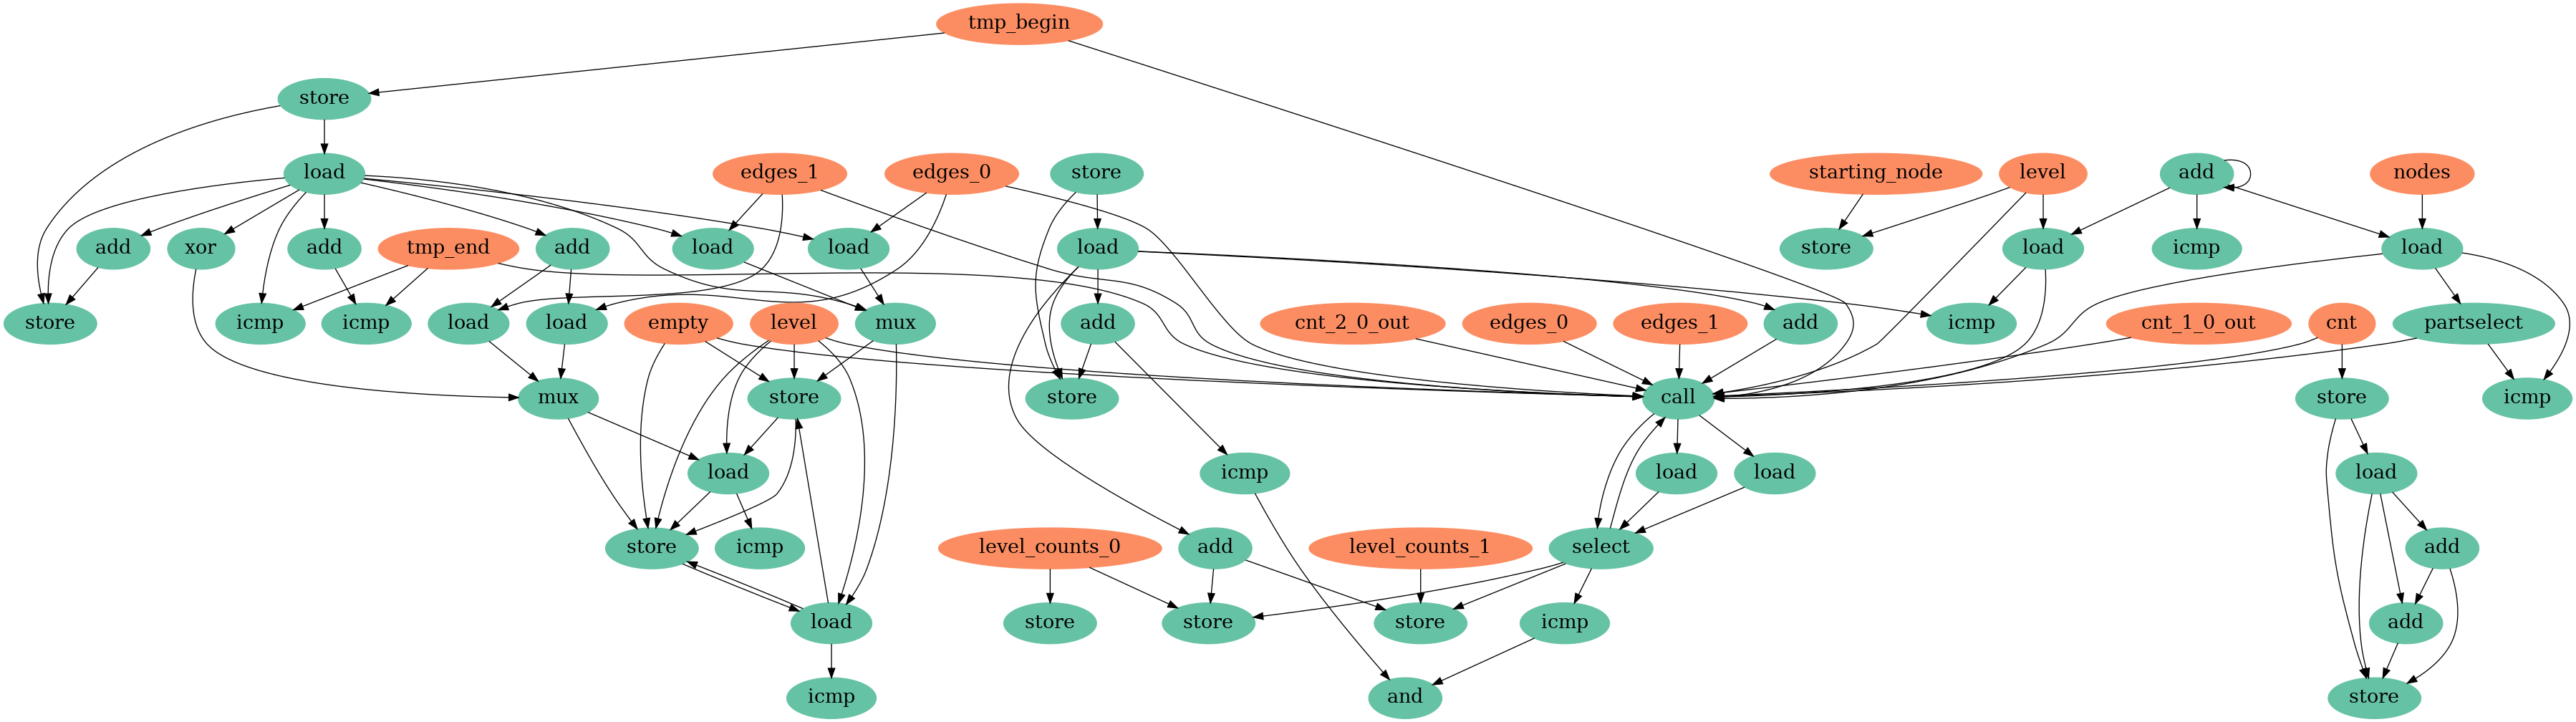 tmp_begin
store
load
edges_1
edges_0
store
starting_node
level
add
nodes
add
xor
add
tmp_end
add
load
load
load
store
load
icmp
load
store
icmp
icmp
load
load
empty
level
mux
add
cnt_2_0_out
edges_0
edges_1
add
icmp
cnt_1_0_out
cnt
partselect
mux
store
store
call
store
icmp
load
icmp
load
load
load
store
icmp
level_counts_0
add
level_counts_1
select
add
load
store
store
store
icmp
add
icmp
and
store